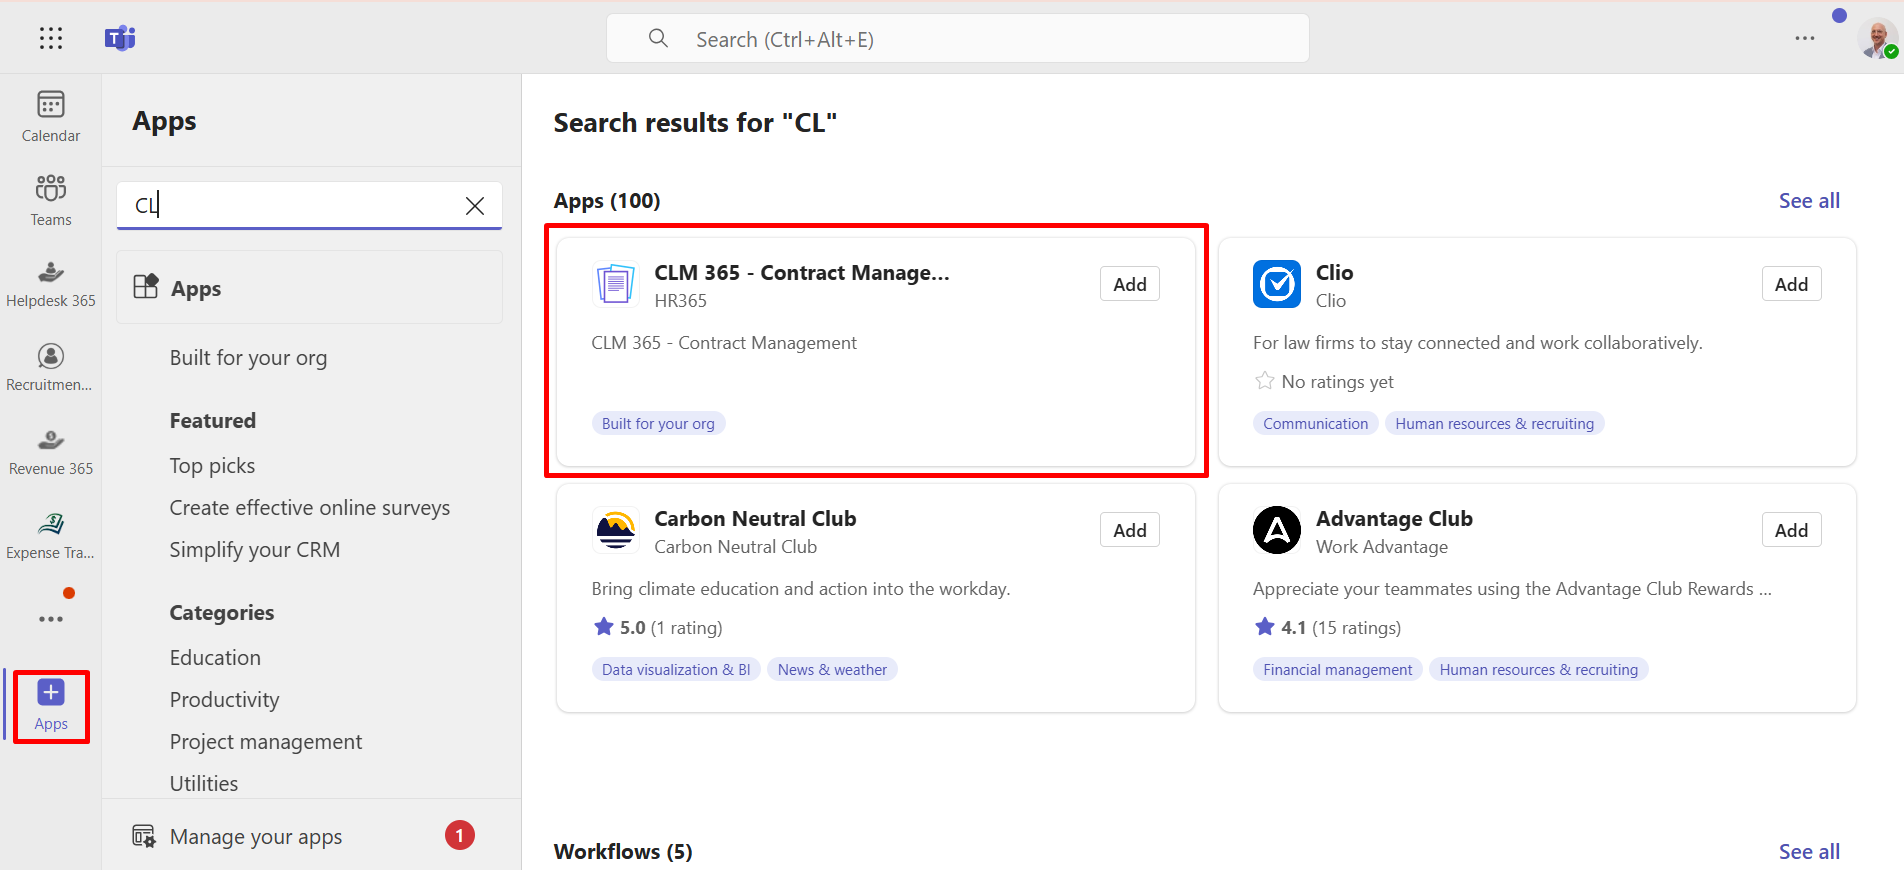 T
Search (Ctrl+Alt+E)
Calendar
Teams
Helpdesk 365
Recruitmen...
Revenue 365
Expense Tra...
Apps
Apps
CL
Apps
Built for your org
Featured
Top picks
Create effective online surveys
Simplify your CRM
Categories
Education
Productivity
Project management
Utilities
Manage your apps
1
Search results for "CL"
Apps (100)
See all
CLM 365 - Contract Manage...
HR365
Add
CLM 365 - Contract Management
Built for your org
Clio
Clio
Add
For law firms to stay connected and work collaboratively.
No ratings yet
Communication
Human resources & recruiting
Carbon Neutral Club
Carbon Neutral Club
Add
Bring climate education and action into the workday.
5.0 (1 rating)
Data visualization & BI
News & weather
Advantage Club
Work Advantage
Add
Appreciate your teammates using the Advantage Club Rewards ...
4.1 (15 ratings)
Financial management
Human resources & recruiting
Workflows (5)
See all